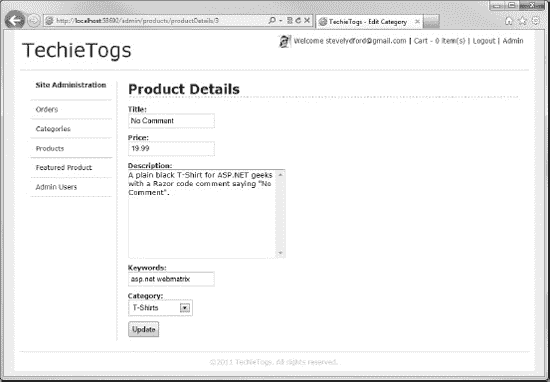 http://localhost:58690/admin/products/productDetails/3
TechieTogs - Edit Category
TechieTogs
Welcome stevelydford@gmail.com | Cart - 0 item(s) | Logout | Admin
Site Administration
Orders
Categories
Products
Featured Product
Admin Users
Product Details
Title:
No Comment
Price:
19.99
Description:
A plain black T-Shirt for ASP.NET geeks
with a Razor code comment saying "No
Comment".
Keywords:
asp.net webmatrix
Category:
T-Shirts
Update
©2011 TechieTogs. All rights reserved.